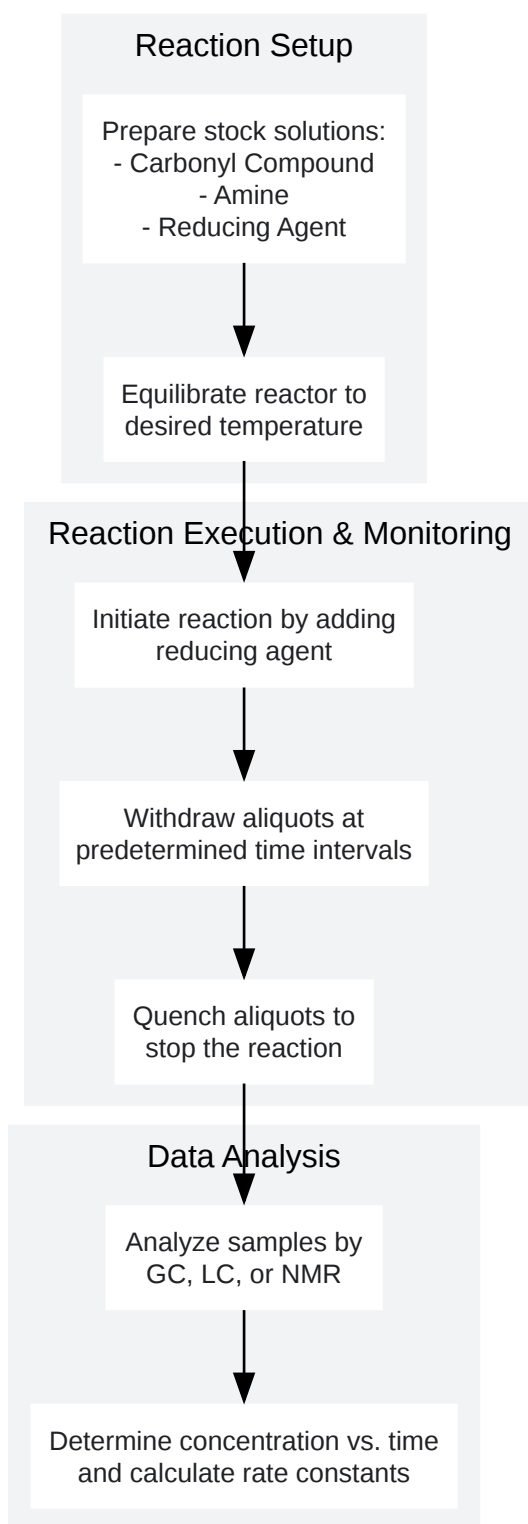 Reaction Setup
Prepare stock solutions:
- Carbonyl Compound
- Amine
- Reducing Agent
Equilibrate reactor to
desired temperature
Reaction Execution & Monitoring
Initiate reaction by adding
reducing agent
Withdraw aliquots at
predetermined time intervals
Quench aliquots to
stop the reaction
Data Analysis
Analyze samples by
GC, LC, or NMR
Determine concentration vs. time
and calculate rate constants